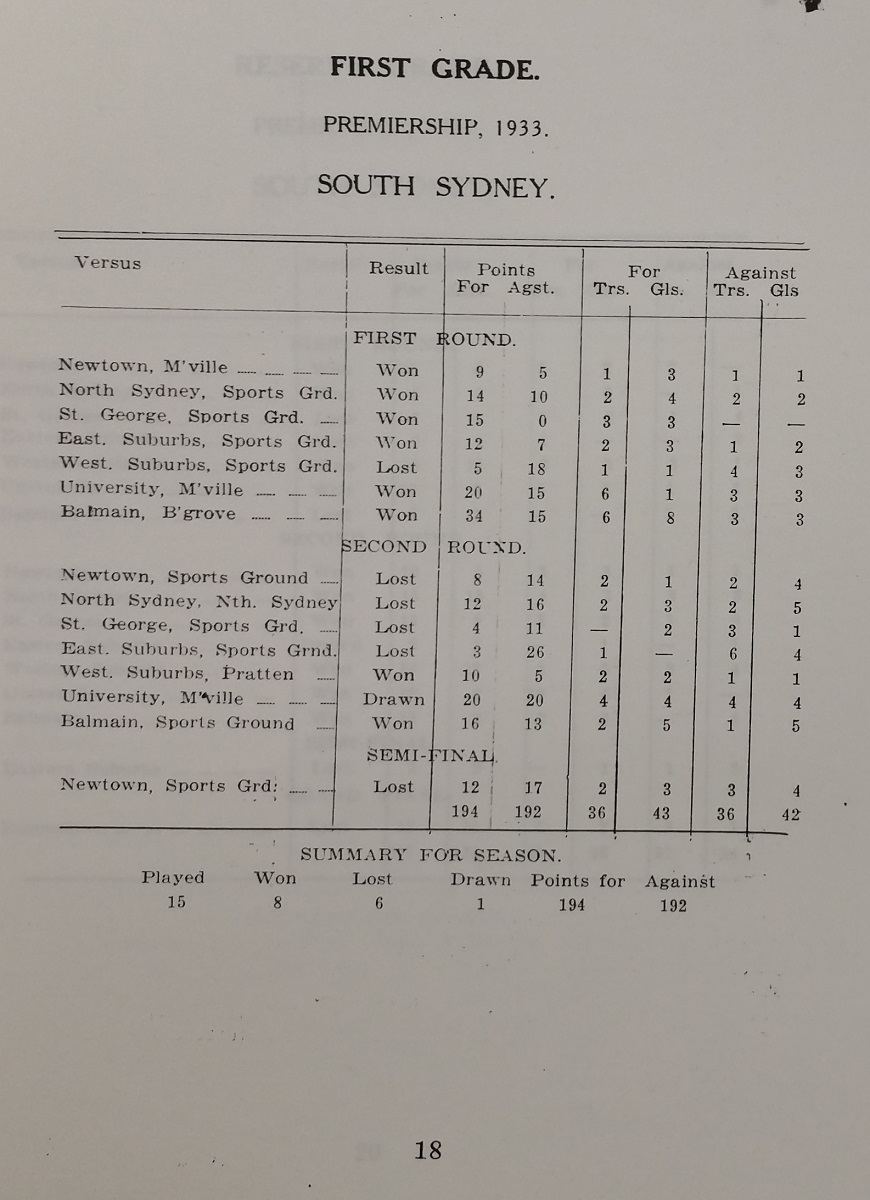 FIRST GRADE.
PREMIERSHIP, 1933.
SOUTH SYDNEY.
Versus Result Points For Against
For Agst. Trs. Gls. Trs. Gls
FIRST ROUND.
Newtown, M'ville ..... ..... ..... ..... Won 9 5 1 3 1 1
North Sydney, Sports Grd. Won 14 10 2 4 2 2
St. George, Sports Grd. ..... Won 15 0 3 3 — —
East. Suburbs, Sports Grd. Won 12 7 2 3 1 2
West. Suburbs, Sports Grd. Lost 5 18 1 1 4 3
University, M'ville ..... ..... ..... Won 20 15 6 1 3 3
Balmain, B'grove ..... ..... ..... Won 34 15 6 8 3 3
SECOND ROUND.
Newtown, Sports Ground ..... Lost 8 14 2 1 2 4
North Sydney, Nth. Sydney Lost 12 16 2 3 2 5
St. George, Sports Grd. ..... Lost 4 11 — 2 3 1
East. Suburbs, Sports Grnd. Lost 3 26 1 — 6 4
West. Suburbs, Pratten ..... Won 10 5 2 2 1 1
University, M'ville ..... ..... ..... Drawn 20 20 4 4 4 4
Balmain, Sports Ground ..... Won 16 13 2 5 1 5
SEMI-FINAL.
Newtown, Sports Grd: ..... ..... Lost 12 17 2 3 3 4
194 192 36 43 36 42
SUMMARY FOR SEASON.
Played Won Lost Drawn Points for Against
15 8 6 1 194 192
18